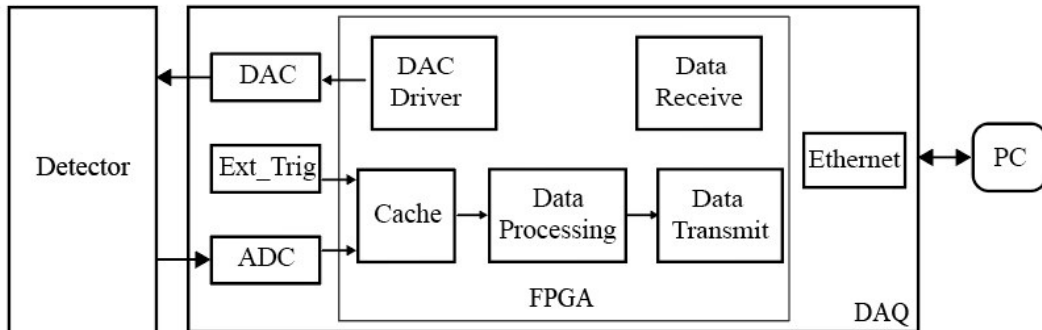 Detector
DAC
DAC
Driver
Data
Receive
Ext_Trig
Cache
Data
Processing
Data
Transmit
Ethernet
PC
ADC
FPGA
DAQ